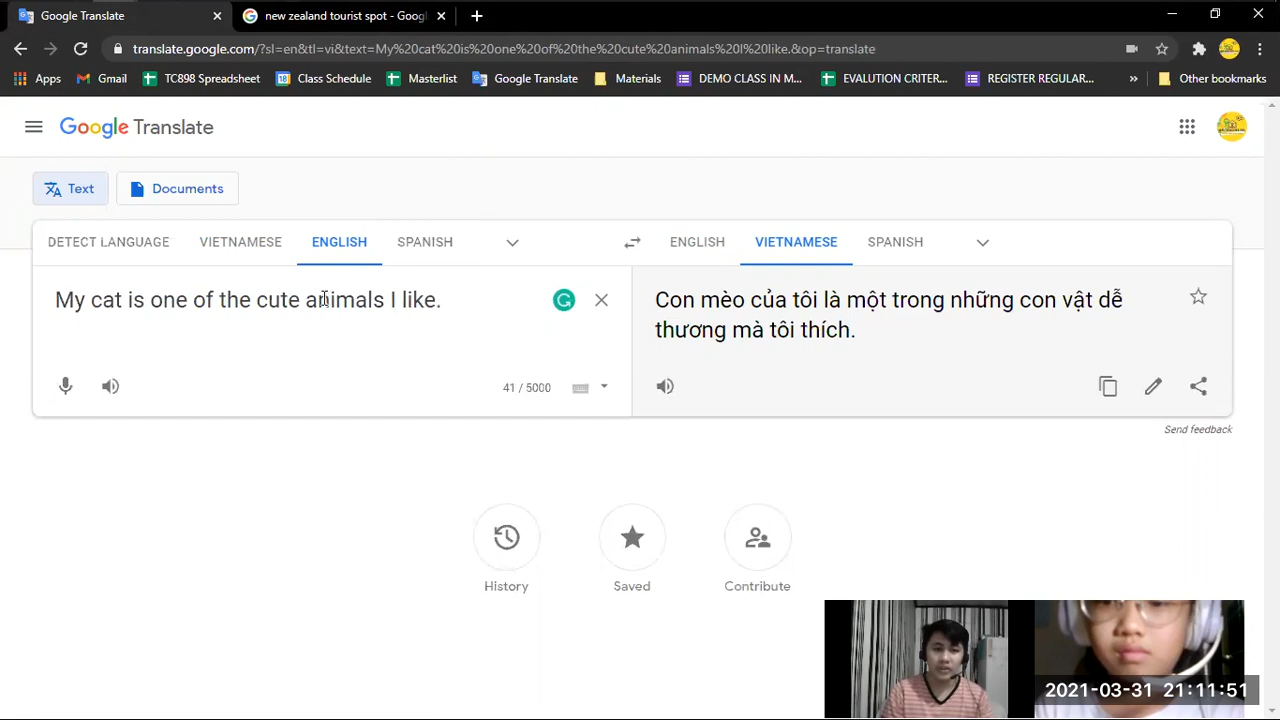 Google Translate
new zealand tourist spot - Goog
translate.google.com/?sl=en&tl=vi&text=My%20cat%20is%20one%20of%20the%20cute%20animals%20I%20like.&op=translate
Apps Gmail TC898 Spreadsheet Class Schedule Masterlist Google Translate Materials DEMO CLASS IN M... EVALUTION CRITER... REGISTER REGULAR... » Other bookmarks
Google Translate
Text Documents
DETECT LANGUAGE VIETNAMESE ENGLISH SPANISH ENGLISH VIETNAMESE SPANISH
My cat is one of the cute animals I like.
Con mèo của tôi là một trong những con vật dễ
thương mà tôi thích.
41 / 5000
Send feedback
History Saved Contribute
2021-03-31 21:11:51